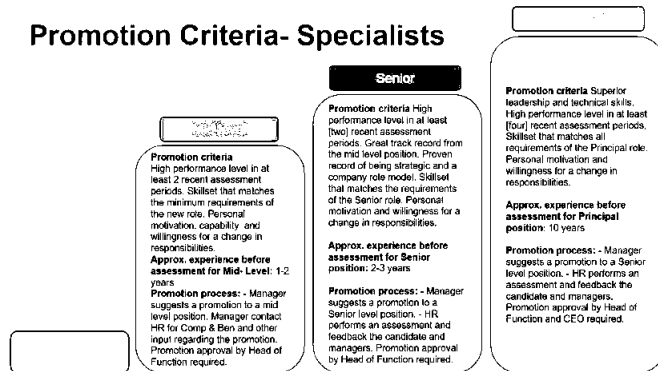 Promotion Criteria- Specialists
Promotion criteria
High performance level in at
least 2 recent assessment
periods. Skillset that matches
the minimum requirements of
the new role. Personal
motivation, capability and
willingness for a change in
responsibilities.
Approx. experience before
assessment for Mid- Level: 1-2
years
Promotion process: - Manager
suggests a promotion to a mid
level position. Manager contact
HR for Comp & Ben and other
input regarding the promotion.
Promotion approval by Head of
Function required.
Senior
Promotion criteria High
performance level in at least
[two] recent assessment
periods. Great track record from
the mid level position. Proven
record of being strategic and a
company role model. Skillset
that matches the requirements
of the Senior role. Personal
motivation and willingness for a
change in responsibilities.
Approx. experience before
assessment for Senior
position: 2-3 years
Promotion process: - Manager
suggests a promotion to a
Senior level position. - HR
performs an assessment and
feedback the candidate and
managers. Promotion approval
by Head of Function required.
Promotion criteria Superior
leadership and technical skills.
High performance level in at least
[four] recent assessment periods,
Skillset that matches all
requirements of the Principal role.
Personal motivation and
willingness for a change in
responsibilities.
Approx. experience before
assessment for Principal
position: 10 years
Promotion process: - Manager
suggests a promotion to a Senior
level position. - HR performs an
assessment and feedback the
candidate and managers.
Promotion approval by Head of
Function and CEO required.